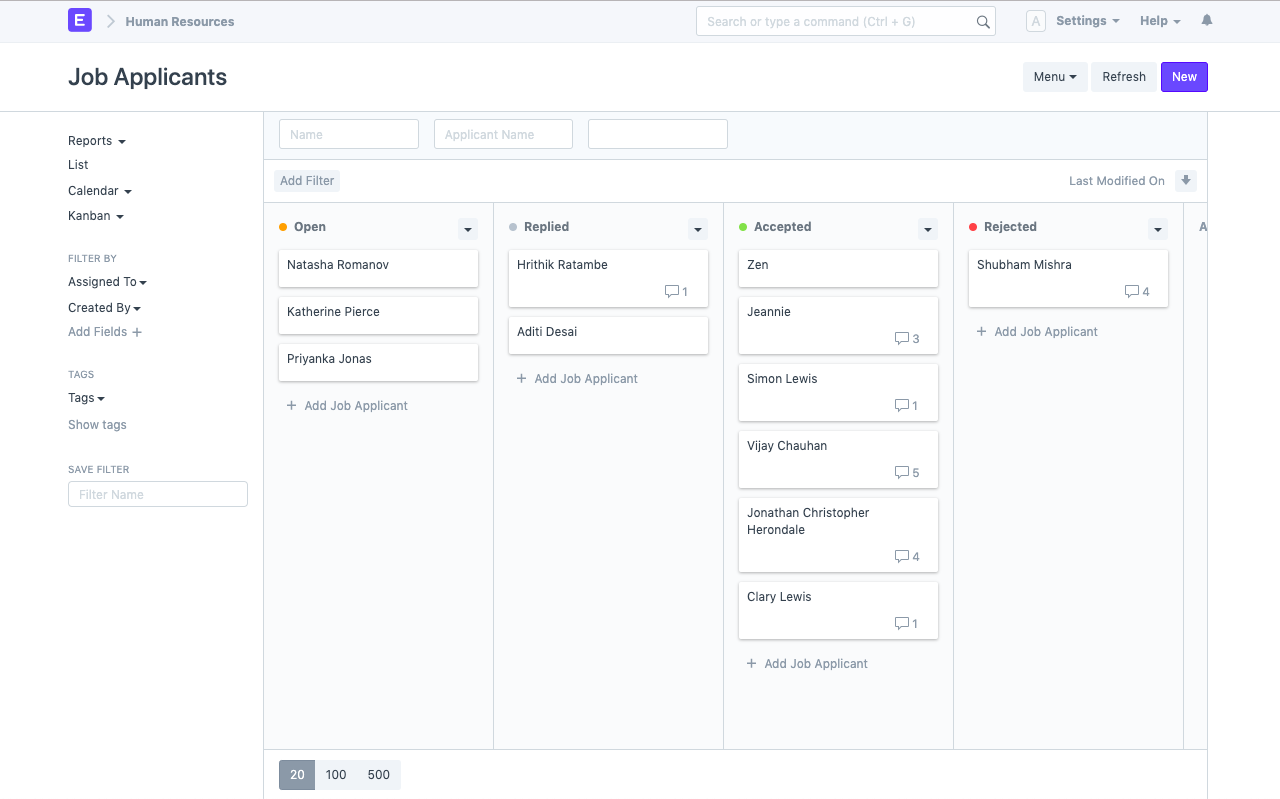 E Human Resources Search or type a command (Ctrl + G) A Settings Help
Job Applicants Menu Refresh New
Reports
List
Calendar
Kanban
FILTER BY
Assigned To
Created By
Add Fields +
TAGS
Tags
Show tags
SAVE FILTER
Filter Name
Name Applicant Name
Add Filter Last Modified On
Open
Natasha Romanov
Katherine Pierce
Priyanka Jonas
+ Add Job Applicant
Replied
Hrithik Ratambe
1
Aditi Desai
+ Add Job Applicant
Accepted
Zen
Jeannie
3
Simon Lewis
1
Vijay Chauhan
5
Jonathan Christopher
Herondale
4
Clary Lewis
1
+ Add Job Applicant
Rejected
Shubham Mishra
4
+ Add Job Applicant
A
20 100 500